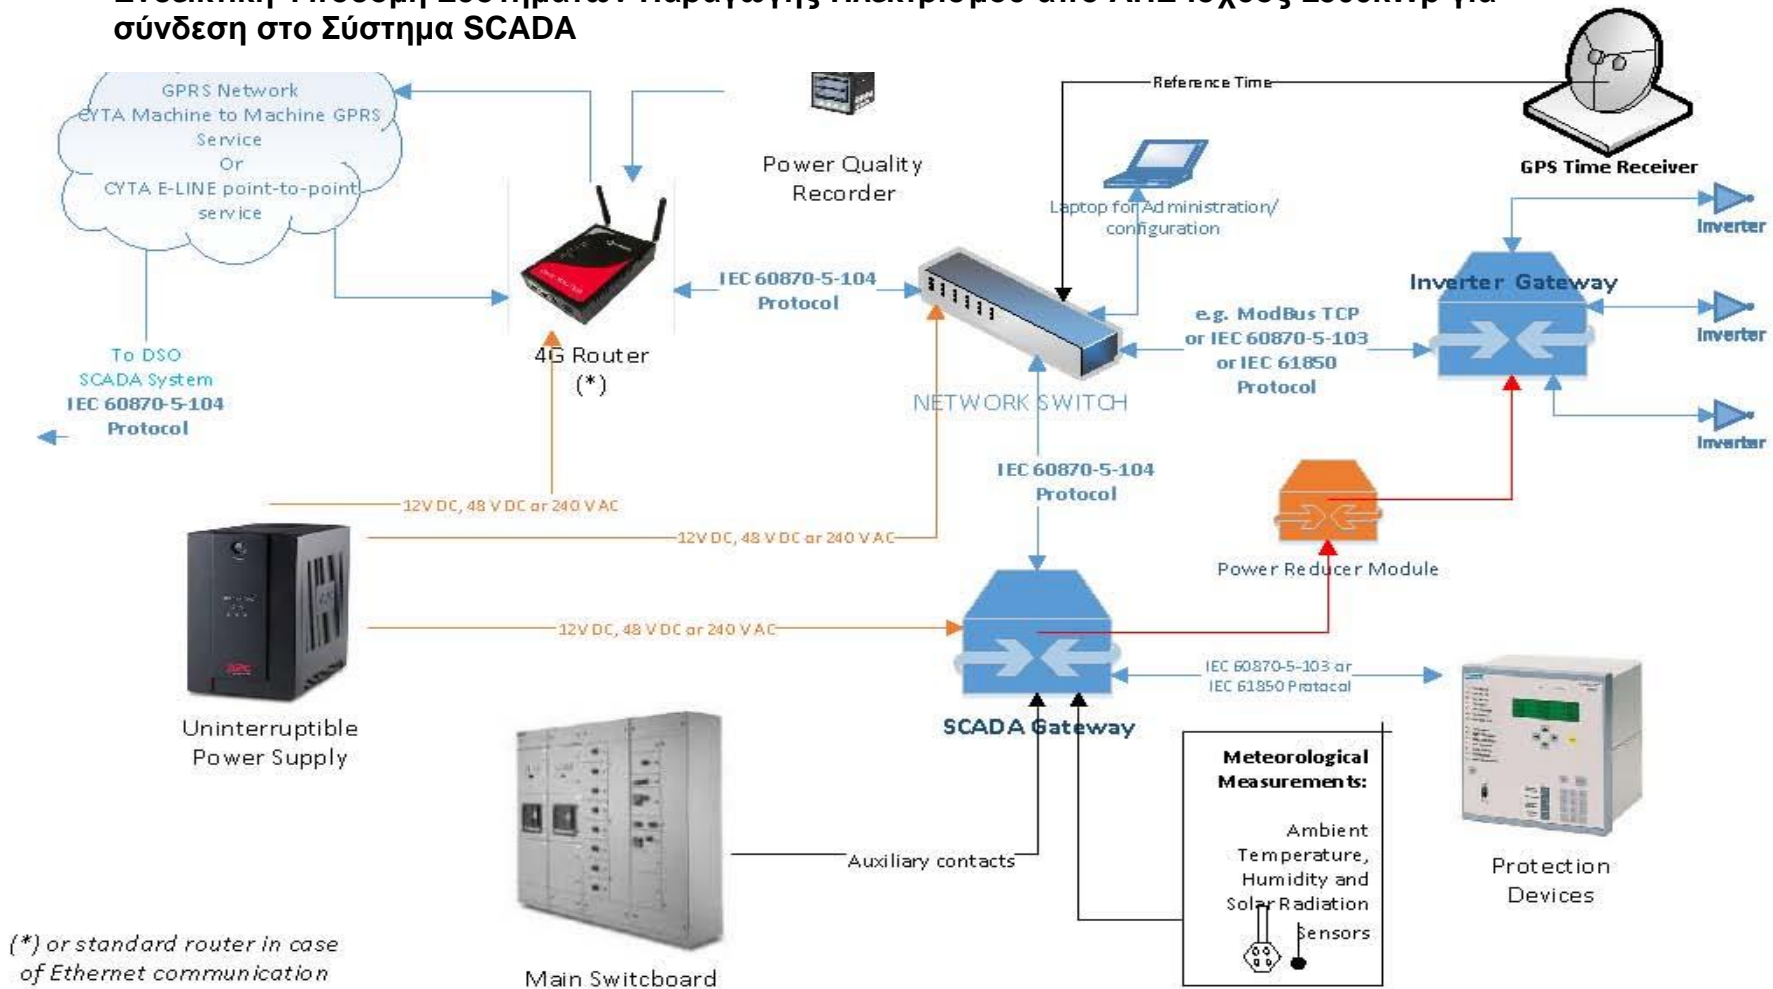 σύνδεση στο Σύστημα SCADA
GPRS Network
CYTA Machine to Machine GPRS
Service
Or
CYTA E-LINE point-to-point
service
Power Quality
Recorder
Reference Time
GPS Time Receiver
Laptop for Administration/
configuration
Inverter
Inverter
Inverter
Inverter Gateway
IEC 60870-5-104
Protocol
e.g. ModBus TCP
or IEC 60870-5-103
or IEC 61850
Protocol
4G Router
(*)
NETWORK SWITCH
To DSO
SCADA System
IEC 60870-5-104
Protocol
IEC 60870-5-104
Protocol
12V DC, 48 V DC or 240 V AC
12V DC, 48 V DC or 240 V AC
12V DC, 48 V DC or 240 V AC
Power Reducer Module
APC
Uninterruptible
Power Supply
SCADA Gateway
IEC 60870-5-103 or
IEC 61850 Protocol
Meteorological
Measurements:
Ambient
Temperature,
Humidity and
Solar Radiation
Sensors
Auxiliary contacts
Protection
Devices
Main Switcboard
(*) or standard router in case
of Ethernet communication